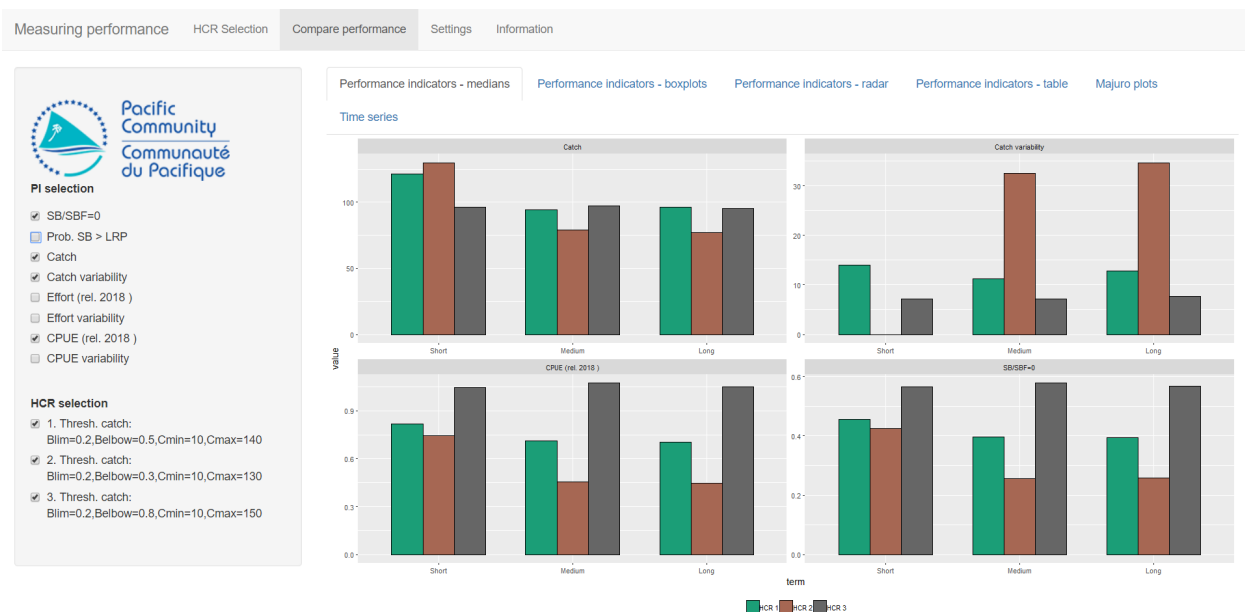 Measuring performance HCR Selection Compare performance Settings Information
Pacific
Community
Communauté
du Pacifique
PI selection
SB/SBF=0
Prob. SB > LRP
Catch
Catch variability
Effort (rel. 2018 )
Effort variability
CPUE (rel. 2018 )
CPUE variability
HCR selection
1. Thresh. catch:
Blim=0.2,Belbow=0.5,Cmin=10,Cmax=140
2. Thresh. catch:
Blim=0.2,Belbow=0.3,Cmin=10,Cmax=130
3. Thresh. catch:
Blim=0.2,Belbow=0.8,Cmin=10,Cmax=150
Performance indicators - medians Performance indicators - boxplots Performance indicators - radar Performance indicators - table Majuro plots
Time series
value
Catch
100
50
0
Short Medium Long
Catch variability
30
20
10
0
Short Medium Long
CPUE (rel. 2018 )
0.9
0.6
0.3
0.0
Short Medium Long
SB/SBF=0
0.6
0.4
0.2
0.0
Short Medium Long
term
HCR 1 HCR 2 HCR 3